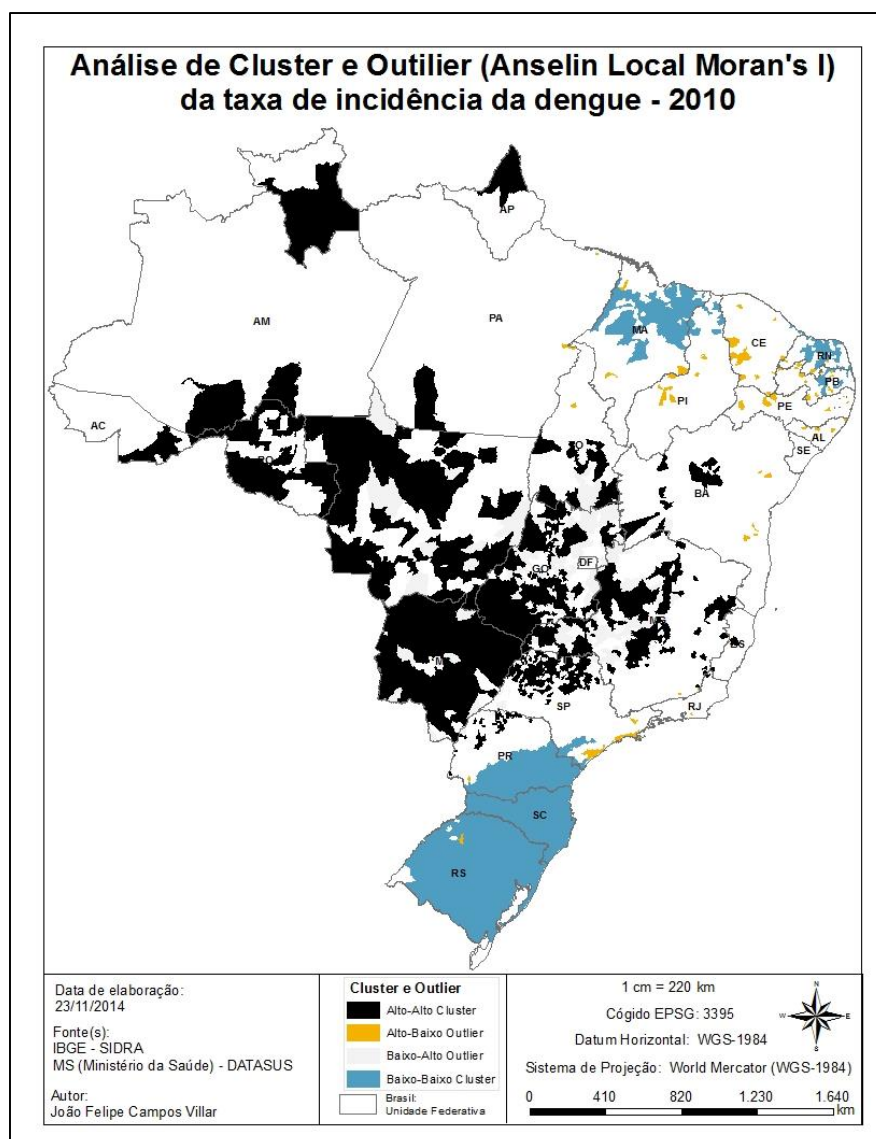 Análise de Cluster e Outilier (Anselin Local Moran's I)
da taxa de incidência da dengue - 2010
AP
AM
PA
MA
CE
RN
PB
PI
PE
AC
AL
SE
RO
TO
BA
GO
DF
MG
ES
M
SP
RJ
PR
SC
RS
Data de elaboração:
23/11/2014
Fonte(s):
IBGE - SIDRA
MS (Ministério da Saúde) - DATASUS
Autor:
João Felipe Campos Villar
Cluster e Outlier
Alto-Alto Cluster
Alto-Baixo Outlier
Baixo-Alto Outlier
Baixo-Baixo Cluster
Brasil:
Unidade Federativa
1 cm = 220 km
Cógido EPSG: 3395
Datum Horizontal: WGS-1984
Sistema de Projeção: World Mercator (WGS-1984)
N
W E
S
0 410 820 1.230 1.640
km